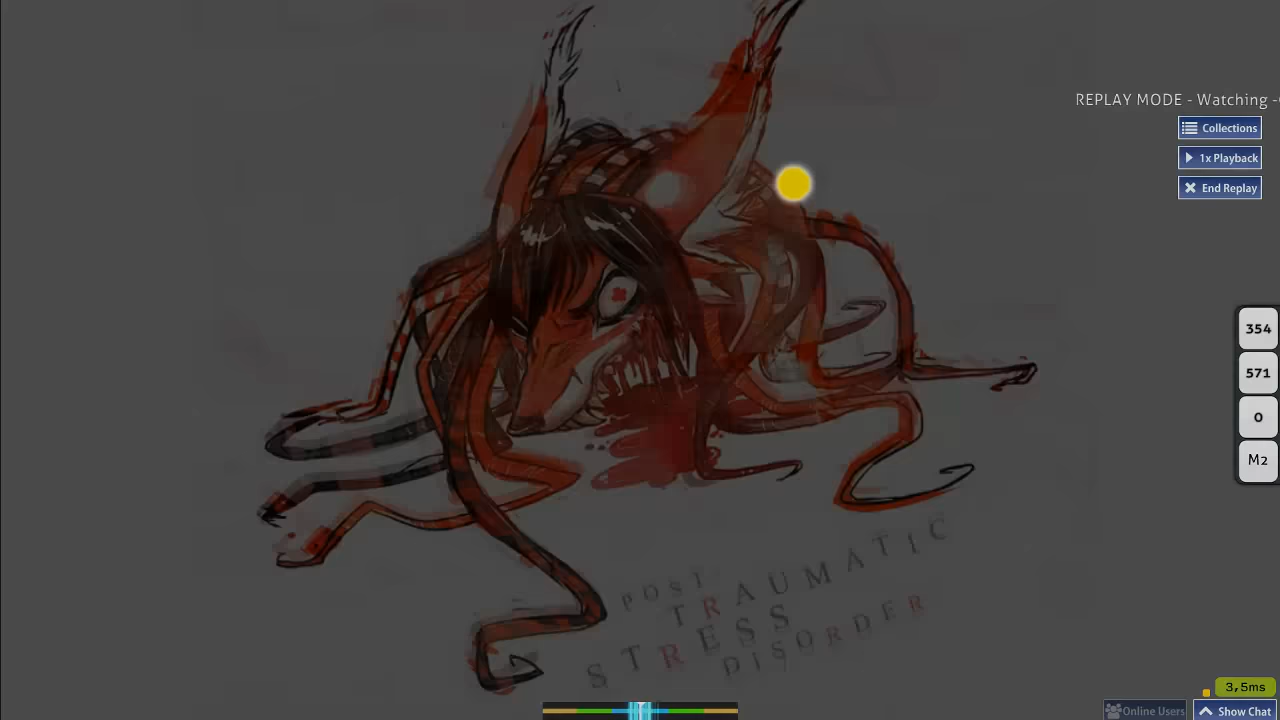 REPLAY MODE - Watching -
Collections
1x Playback
End Replay
354
571
0
M2
POST
TRAUMATIC
STRESS
DISORDER
3,5ms
Online Users
Show Chat